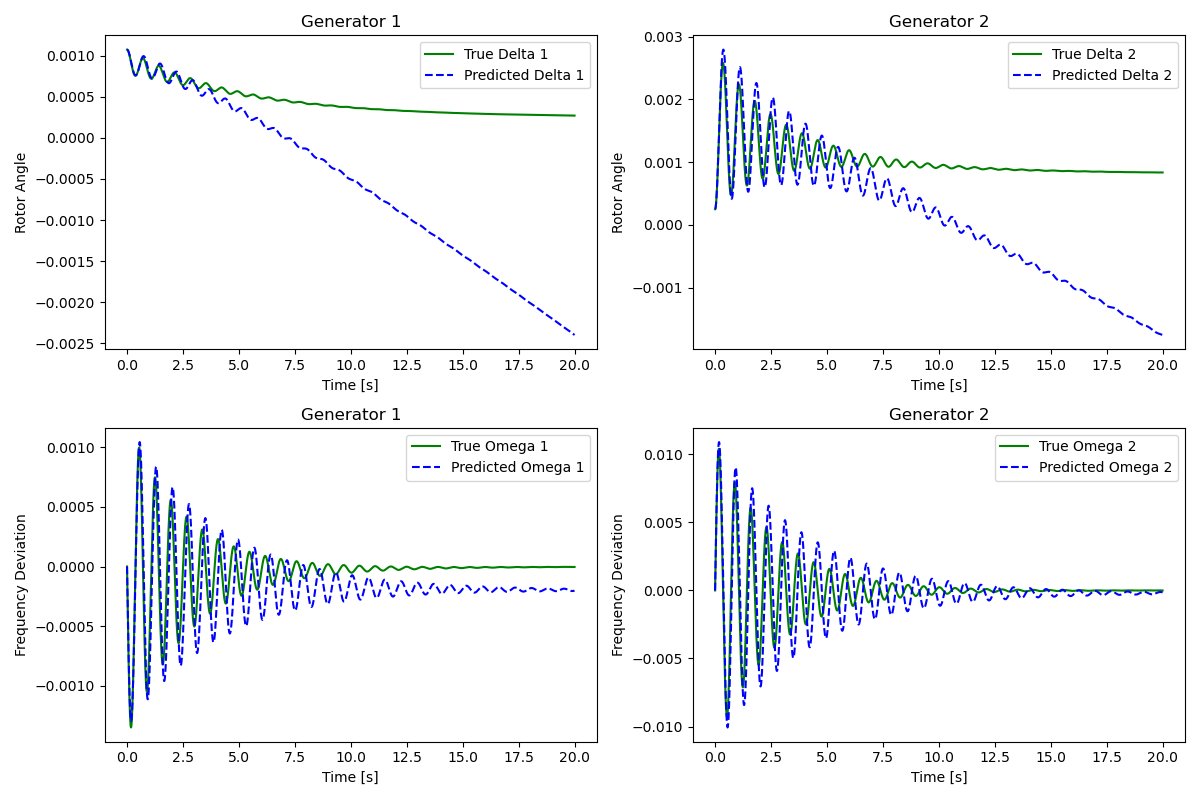 Generator 1
True Delta 1
Predicted Delta 1
Rotor Angle
0.0010
0.0005
0.0000
−0.0005
−0.0010
−0.0015
−0.0020
−0.0025
0.0 2.5 5.0 7.5 10.0 12.5 15.0 17.5 20.0
Time [s]
Generator 2
True Delta 2
Predicted Delta 2
Rotor Angle
0.003
0.002
0.001
0.000
−0.001
0.0 2.5 5.0 7.5 10.0 12.5 15.0 17.5 20.0
Time [s]
Generator 1
True Omega 1
Predicted Omega 1
Frequency Deviation
0.0010
0.0005
0.0000
−0.0005
−0.0010
0.0 2.5 5.0 7.5 10.0 12.5 15.0 17.5 20.0
Time [s]
Generator 2
True Omega 2
Predicted Omega 2
Frequency Deviation
0.010
0.005
0.000
−0.005
−0.010
0.0 2.5 5.0 7.5 10.0 12.5 15.0 17.5 20.0
Time [s]